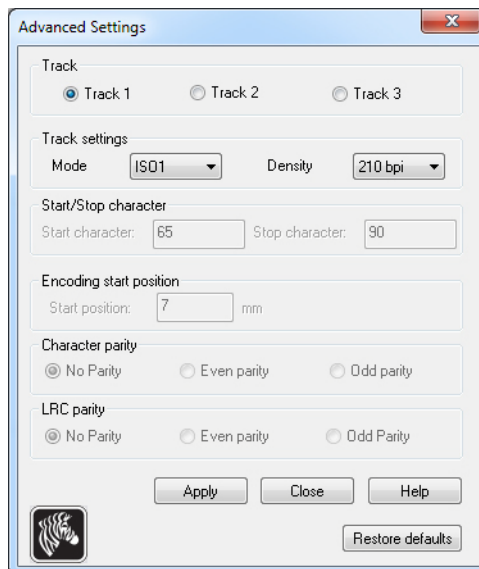 Advanced Settings
Track
Track 1 Track 2 Track 3
Track settings
Mode ISO1 Density 210 bpi
Start/Stop character
Start character: 65 Stop character: 90
Encoding start position
Start position: 7 mm
Character parity
No Parity Even parity Odd parity
LRC parity
No Parity Even parity Odd Parity
Apply Close Help
Restore defaults